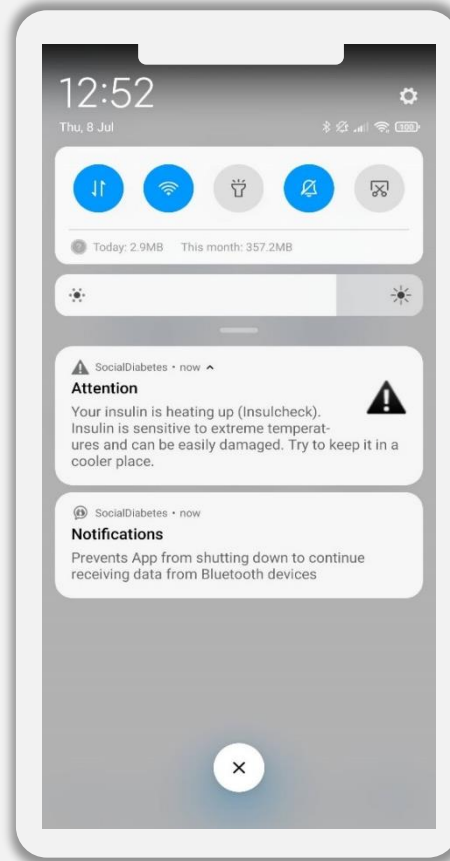 12:52
Thu, 8 Jul
100
Today: 2.9MB This month: 357.2MB
SocialDiabetes • now
Attention
Your insulin is heating up (Insulcheck).
Insulin is sensitive to extreme temperat-
ures and can be easily damaged. Try to keep it in a
cooler place.
SocialDiabetes • now
Notifications
Prevents App from shutting down to continue
receiving data from Bluetooth devices